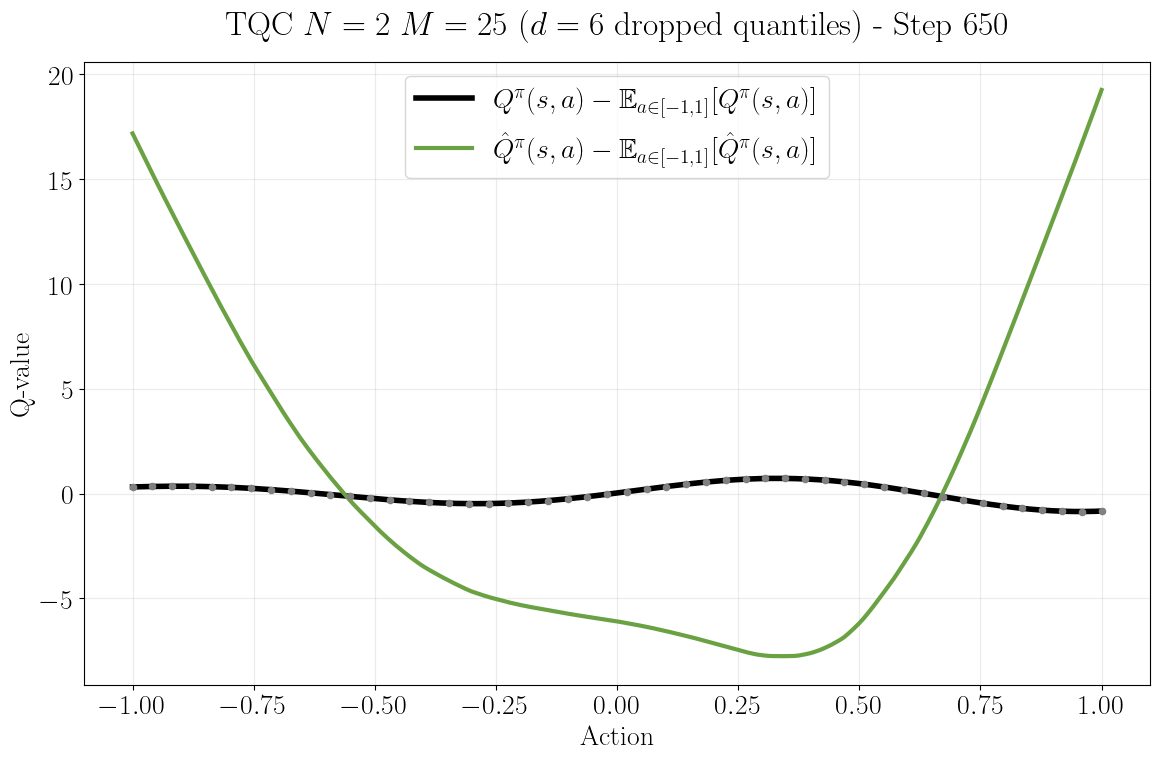 TQC N = 2 M = 25 (d = 6 dropped quantiles) - Step 650
Q^π(s, a) − 𝔼_{a∈[−1,1]}[Q^π(s, a)]
Q̂^π(s, a) − 𝔼_{a∈[−1,1]}[Q̂^π(s, a)]
20
15
10
5
0
−5
Q-value
−1.00 −0.75 −0.50 −0.25 0.00 0.25 0.50 0.75 1.00
Action